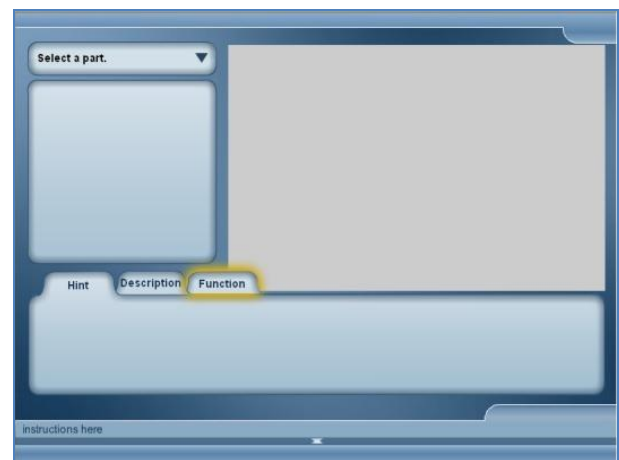 Select a part.
Hint Description Function
instructions here